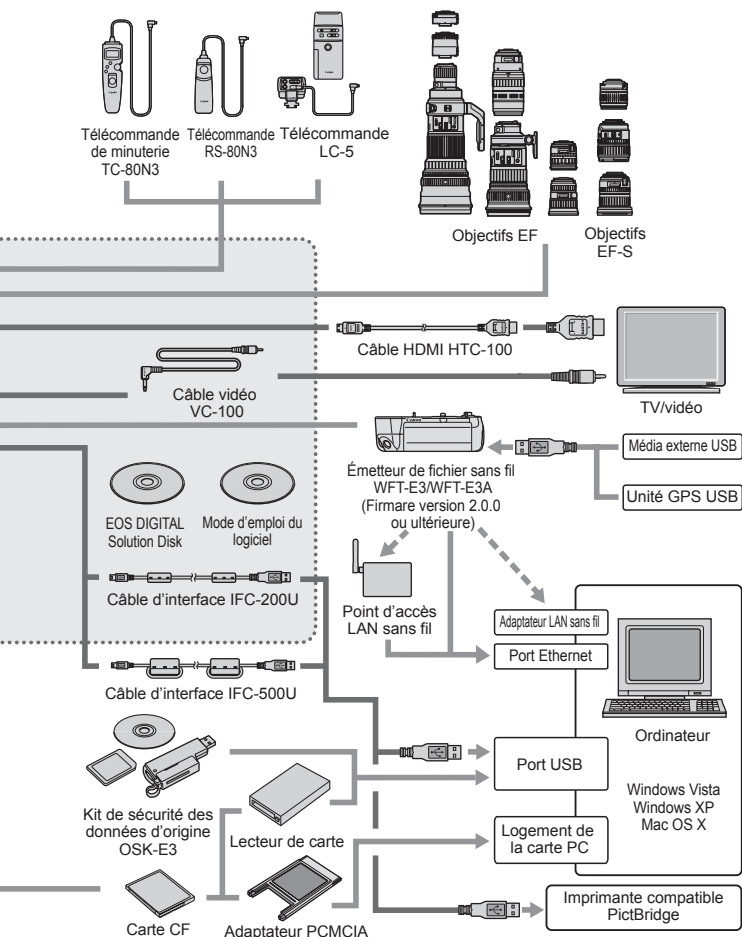 Télécommande
de minuterie
TC-80N3
Télécommande
RS-80N3
Télécommande
LC-5
Objectifs EF
Objectifs
EF-S
Câble HDMI HTC-100
TV/vidéo
Câble vidéo
VC-100
Média externe USB
Unité GPS USB
Émetteur de fichier sans fil
WFT-E3/WFT-E3A
(Firmare version 2.0.0
ou ultérieure)
EOS DIGITAL
Solution Disk
Mode d'emploi du
logiciel
Câble d'interface IFC-200U
Point d'accès
LAN sans fil
Adaptateur LAN sans fil
Port Ethernet
Câble d'interface IFC-500U
Ordinateur
Port USB
Windows Vista
Windows XP
Mac OS X
Kit de sécurité des
données d'origine
OSK-E3
Lecteur de carte
Logement de
la carte PC
Carte CF
Adaptateur PCMCIA
Imprimante compatible
PictBridge